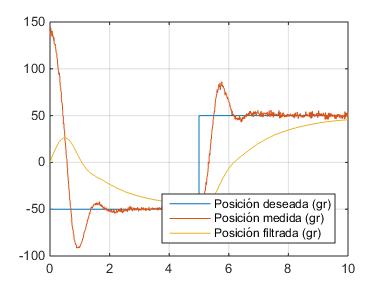 150
100
50
0
-50
-100
0 2 4 6 8 10
Posición deseada (gr)
Posición medida (gr)
Posición filtrada (gr)